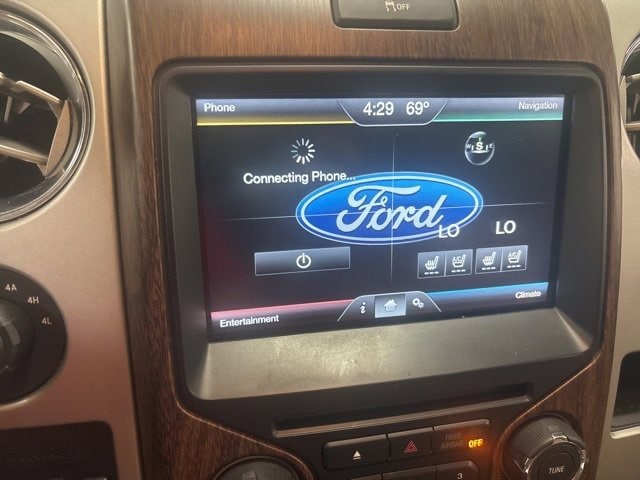 OFF
Phone
4:29 69°
Navigation
W S E
Connecting Phone...
Ford
LO
LO
A/C
A/C
i
Entertainment
Climate
4A
4H
4L
PASS
AIRBAG OFF
3
TUNE